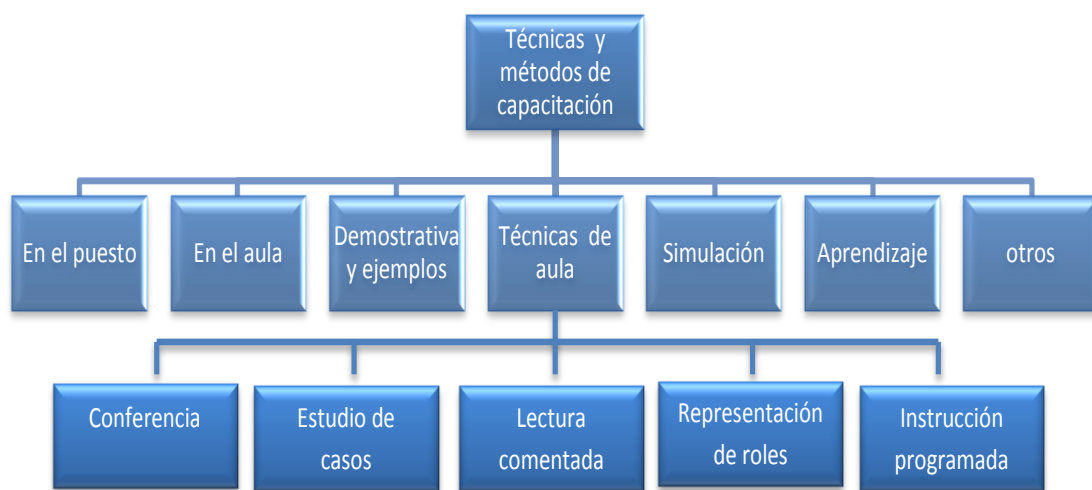 Técnicas y
métodos de
capacitación
En el puesto
En el aula
Demostrativa
y ejemplos
Técnicas de
aula
Simulación
Aprendizaje
otros
Conferencia
Estudio de
casos
Lectura
comentada
Representación
de roles
Instrucción
programada